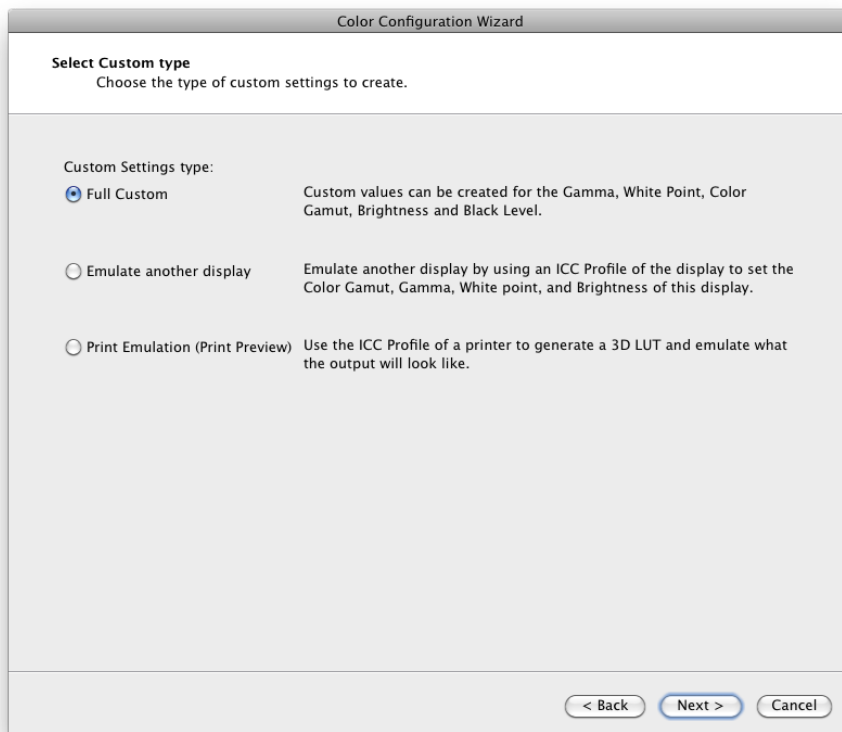 Color Configuration Wizard
Select Custom type
Choose the type of custom settings to create.
Custom Settings type:
Full Custom
Custom values can be created for the Gamma, White Point, Color
Gamut, Brightness and Black Level.
Emulate another display
Emulate another display by using an ICC Profile of the display to set the
Color Gamut, Gamma, White point, and Brightness of this display.
Print Emulation (Print Preview)
Use the ICC Profile of a printer to generate a 3D LUT and emulate what
the output will look like.
< Back
Next >
Cancel